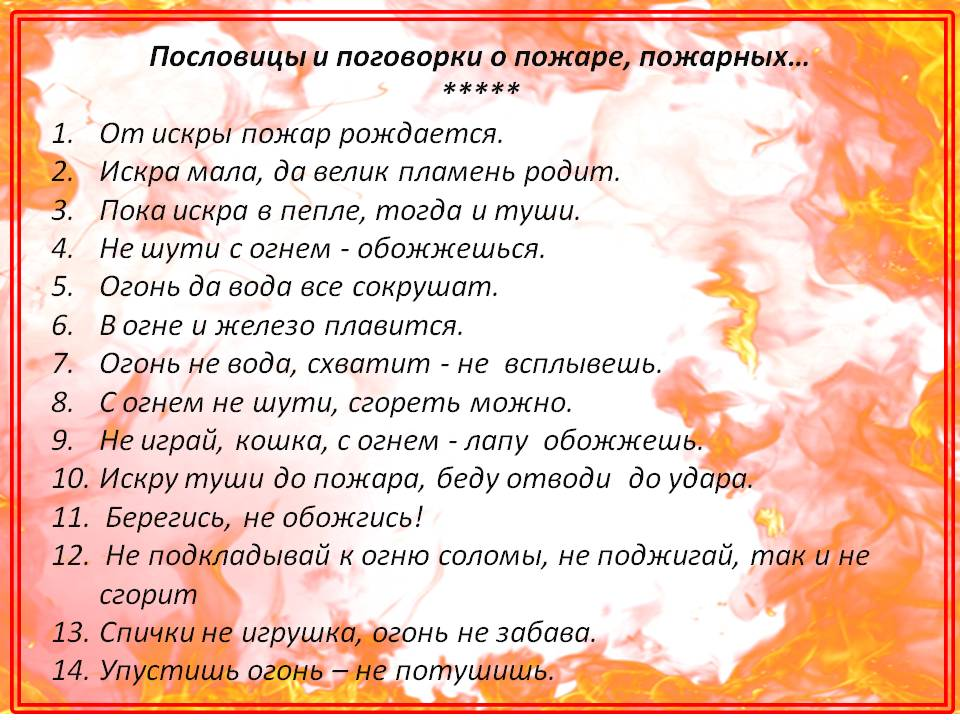 Пословицы и поговорки о пожаре, пожарных...
*****
1. От искры пожар рождается.
2. Искра мала, да велик пламень родит.
3. Пока искра в пепле, тогда и туши.
4. Не шути с огнем - обожжешься.
5. Огонь да вода все сокрушат.
6. В огне и железо плавится.
7. Огонь не вода, схватит - не всплывешь.
8. С огнем не шути, сгореть можно.
9. Не играй, кошка, с огнем - лапу обожжешь.
10. Искру туши до пожара, беду отводи до удара.
11. Берегись, не обожгись!
12. Не подкладывай к огню соломы, не поджигай, так и не
сгорит
13. Спички не игрушка, огонь не забава.
14. Упустишь огонь – не потушишь.